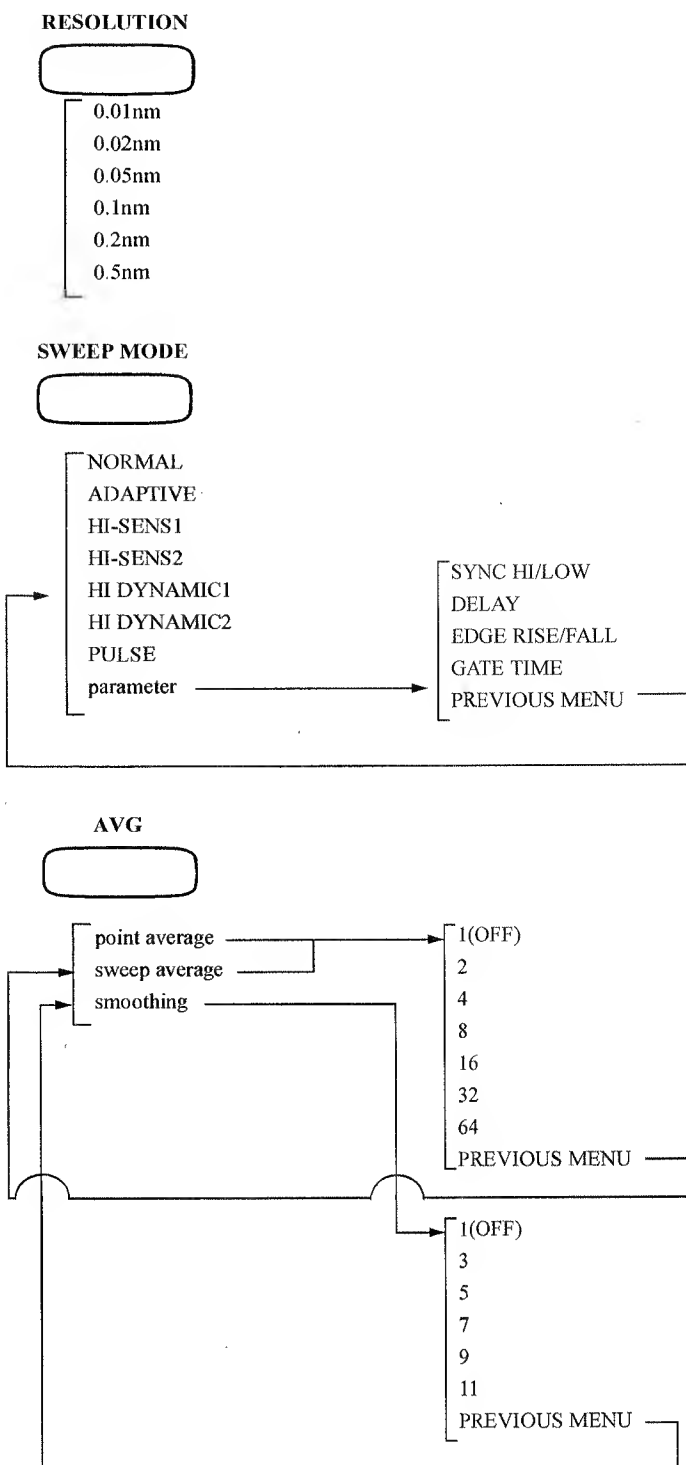 RESOLUTION
0.01nm
0.02nm
0.05nm
0.1nm
0.2nm
0.5nm
SWEEP MODE
NORMAL
ADAPTIVE
HI-SENS1
HI-SENS2
HI DYNAMIC1
HI DYNAMIC2
PULSE
parameter
SYNC HI/LOW
DELAY
EDGE RISE/FALL
GATE TIME
PREVIOUS MENU
AVG
point average
sweep average
smoothing
1(OFF)
2
4
8
16
32
64
PREVIOUS MENU
1(OFF)
3
5
7
9
11
PREVIOUS MENU